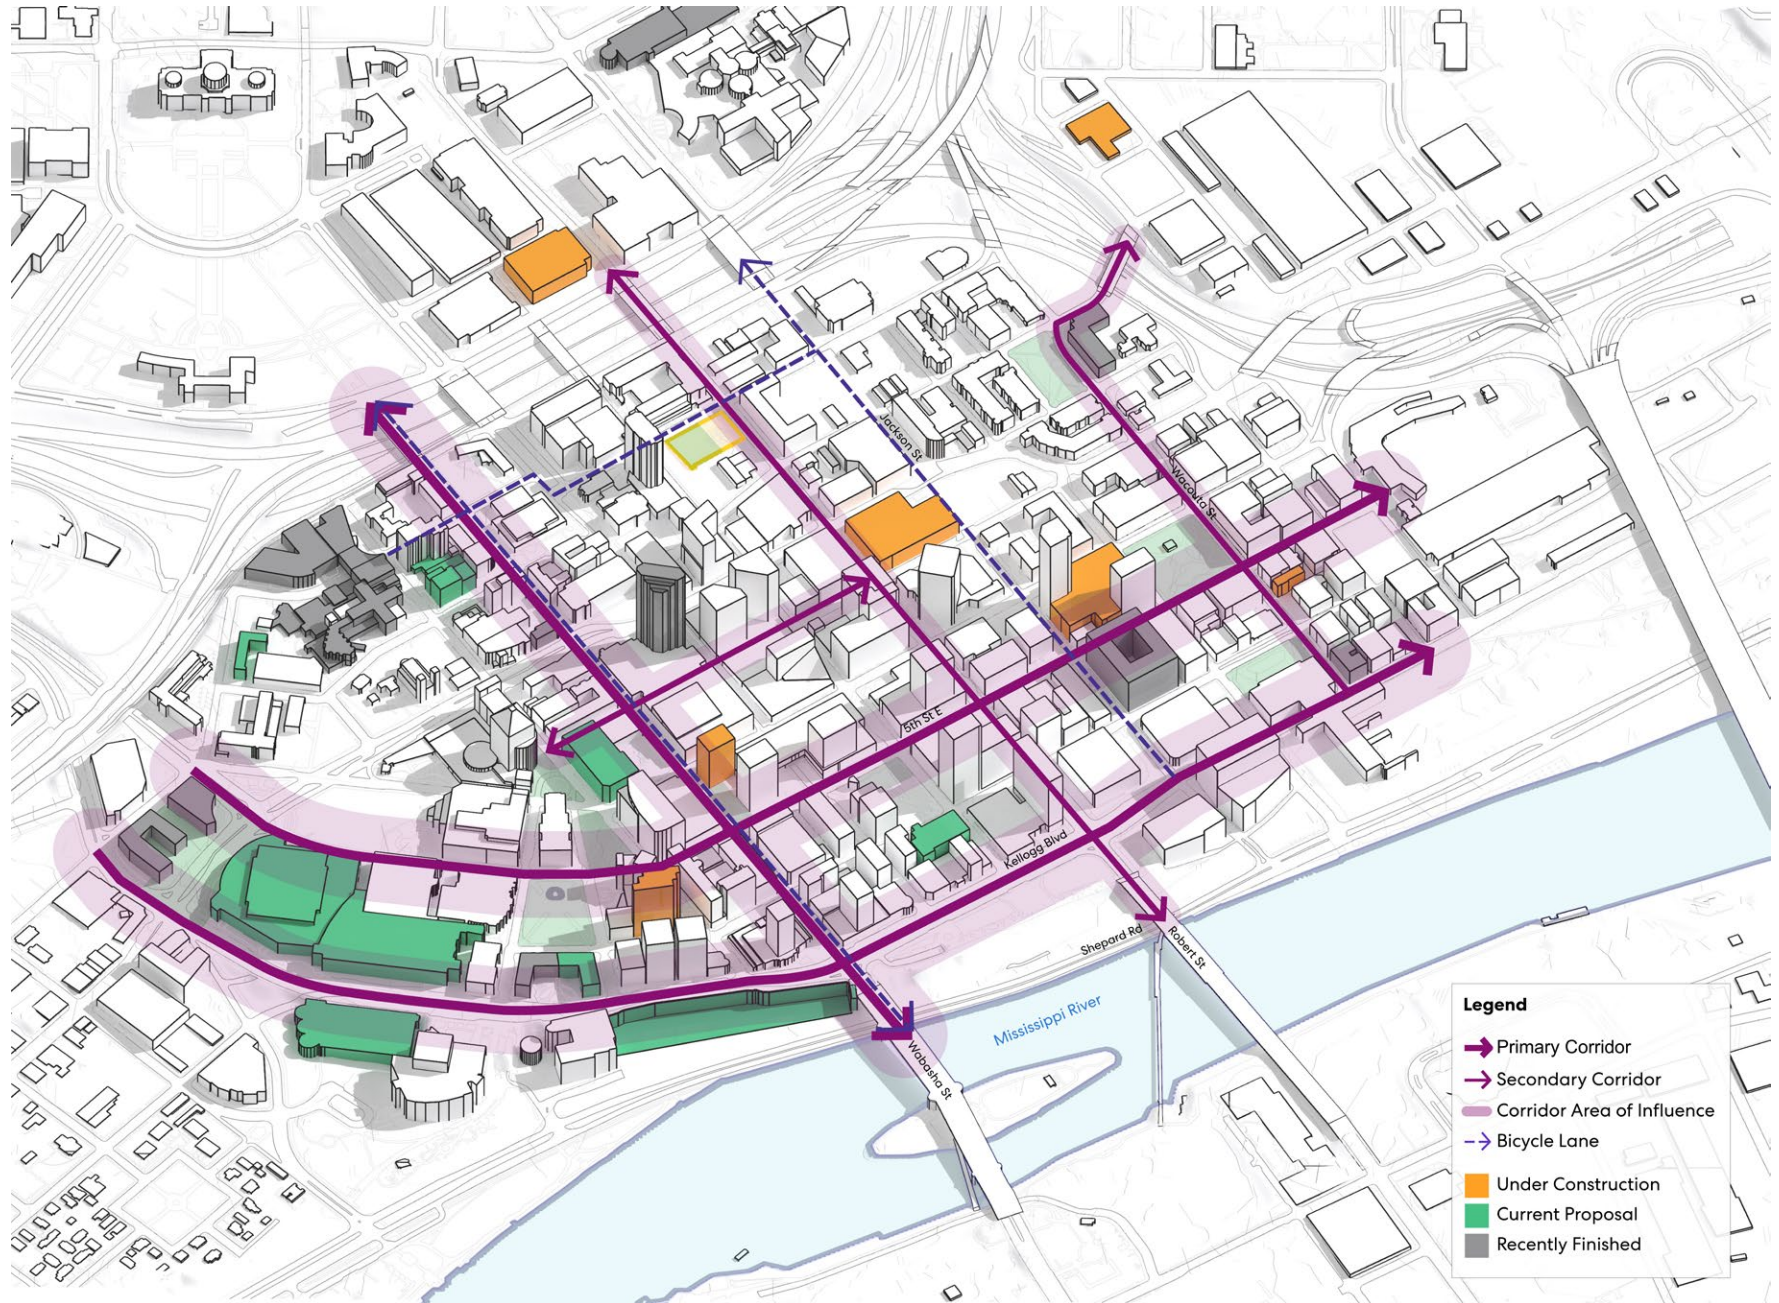 Jackson St
Wacouta St
5th St E
Kellogg Blvd
Shepard Rd
Robert St
Mississippi River
Wabasha St
Legend
Primary Corridor
Secondary Corridor
Corridor Area of Influence
Bicycle Lane
Under Construction
Current Proposal
Recently Finished